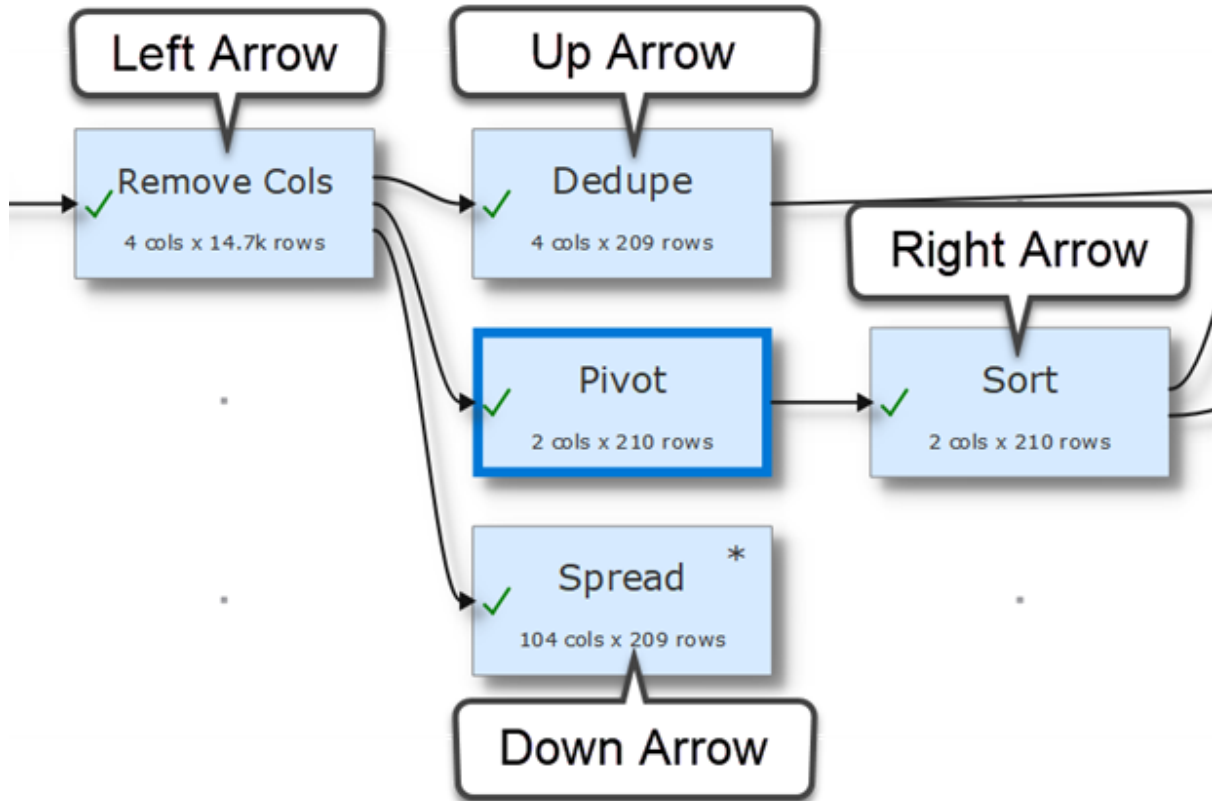 Left Arrow
Up Arrow
Remove Cols
4 cols x 14.7k rows
Dedupe
4 cols x 209 rows
Right Arrow
Pivot
2 cols x 210 rows
Sort
2 cols x 210 rows
Spread *
104 cols x 209 rows
Down Arrow